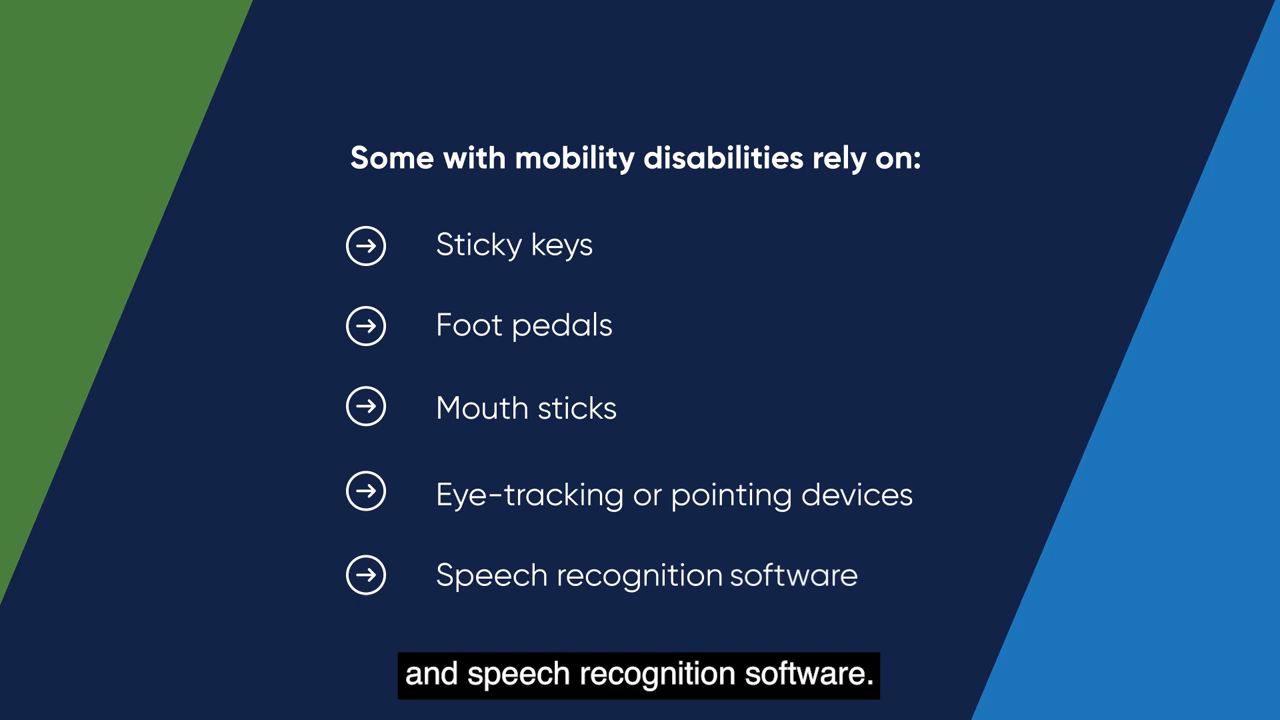 Some with mobility disabilities rely on:
Sticky keys
Foot pedals
Mouth sticks
Eye-tracking or pointing devices
Speech recognition software
and speech recognition software.